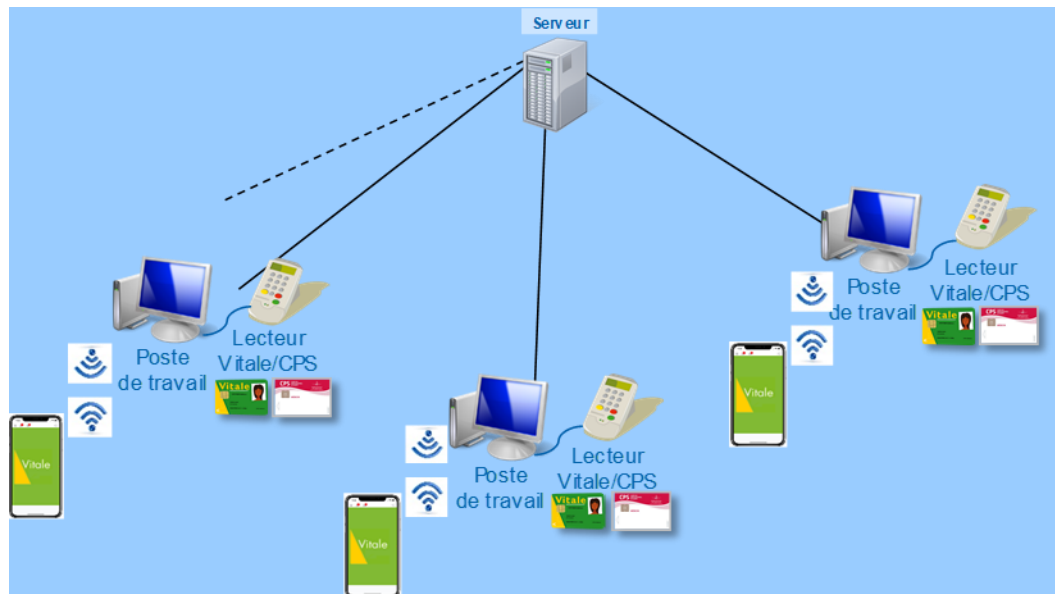 Serveur
Lecteur
Vitale/CPS
Poste
de travail
Vitale
CPS
Vitale
Lecteur
Vitale/CPS
Poste
de travail
Vitale
CPS
Vitale
Lecteur
Vitale/CPS
Poste
de travail
Vitale
CPS
Vitale